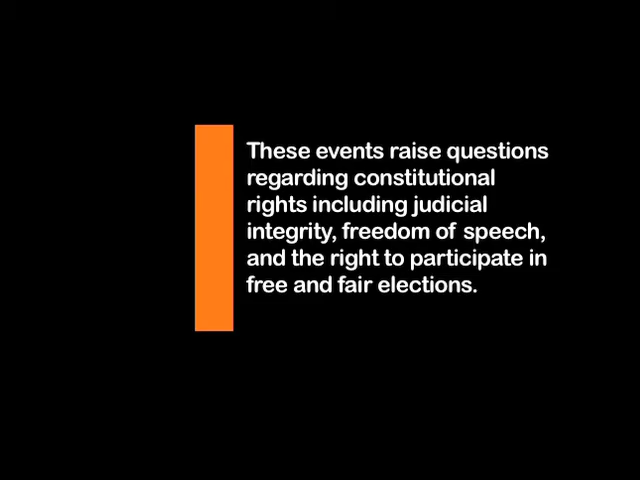 These events raise questions
regarding constitutional
rights including judicial
integrity, freedom of speech,
and the right to participate in
free and fair elections.